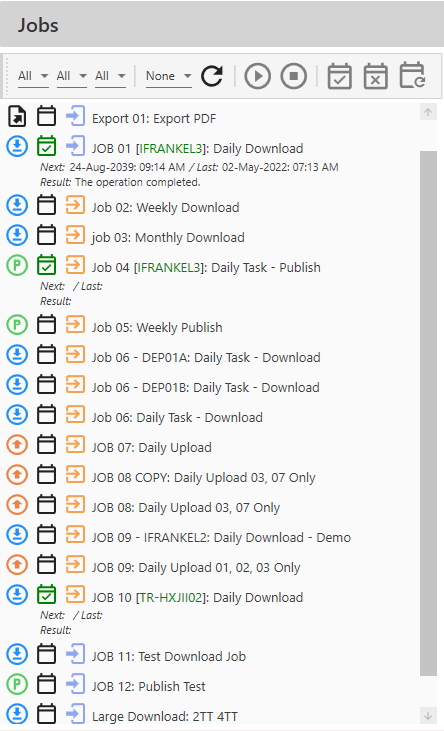 Jobs
All All All None
Export 01: Export PDF
JOB 01 [IFRANKEL3]: Daily Download
Next: 24-Aug-2039: 09:14 AM / Last: 02-May-2022: 07:13 AM
Result: The operation completed.
Job 02: Weekly Download
job 03: Monthly Download
P Job 04 [IFRANKEL3]: Daily Task - Publish
Next: / Last:
Result:
P Job 05: Weekly Publish
Job 06 - DEP01A: Daily Task - Download
Job 06 - DEP01B: Daily Task - Download
Job 06: Daily Task - Download
JOB 07: Daily Upload
JOB 08 COPY: Daily Upload 03, 07 Only
JOB 08: Daily Upload 03, 07 Only
JOB 09 - IFRANKEL2: Daily Download - Demo
JOB 09: Daily Upload 01, 02, 03 Only
JOB 10 [TR-HXJII02]: Daily Download
Next: / Last:
Result:
JOB 11: Test Download Job
P JOB 12: Publish Test
Large Download: 2TT 4TT